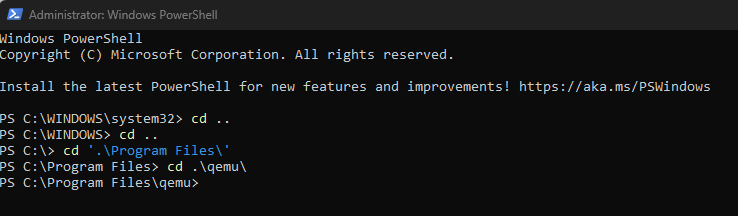 Administrator: Windows PowerShell
Windows PowerShell
Copyright (C) Microsoft Corporation. All rights reserved.
Install the latest PowerShell for new features and improvements! https://aka.ms/PSWindows
PS C:\WINDOWS\system32> cd ..
PS C:\WINDOWS> cd ..
PS C:\> cd '.\Program Files\'
PS C:\Program Files> cd .\qemu\
PS C:\Program Files\qemu>